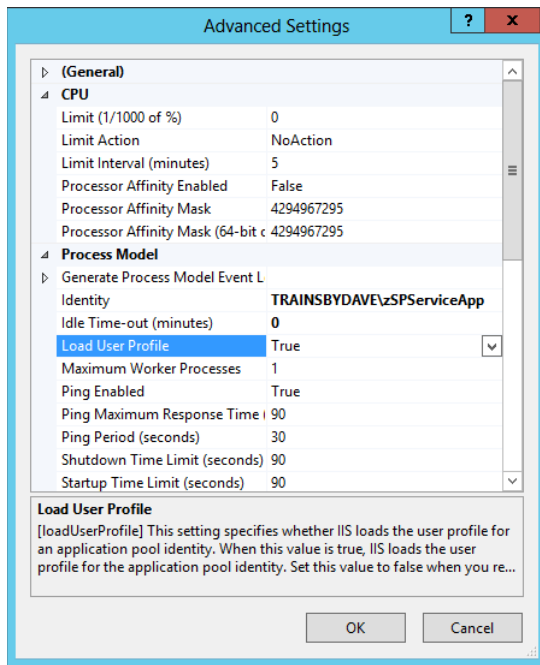 Advanced Settings
? x
(General)
CPU
Limit (1/1000 of %) 0
Limit Action NoAction
Limit Interval (minutes) 5
Processor Affinity Enabled False
Processor Affinity Mask 4294967295
Processor Affinity Mask (64-bit c 4294967295
Process Model
Generate Process Model Event L
Identity TRAINSBYDAVE\zSPServiceApp
Idle Time-out (minutes) 0
Load User Profile True
Maximum Worker Processes 1
Ping Enabled True
Ping Maximum Response Time ( 90
Ping Period (seconds) 30
Shutdown Time Limit (seconds) 90
Startup Time Limit (seconds) 90
Load User Profile
[loadUserProfile] This setting specifies whether IIS loads the user profile for
an application pool identity. When this value is true, IIS loads the user
profile for the application pool identity. Set this value to false when you re...
OK Cancel